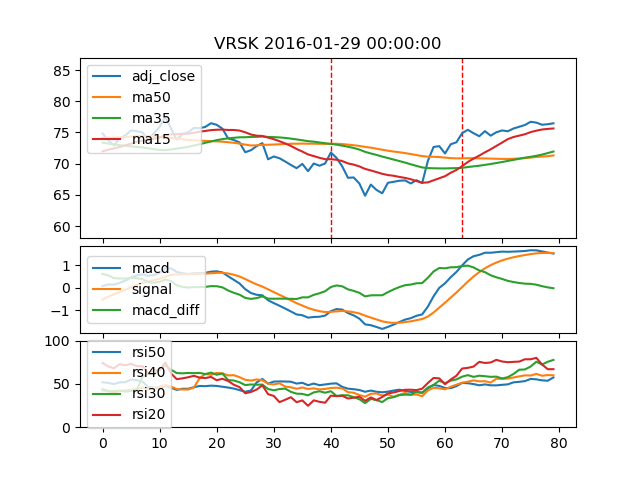 VRSK 2016-01-29 00:00:00
85
80
75
70
65
60
adj_close
ma50
ma35
ma15
1
0
−1
macd
signal
macd_diff
100
50
0
rsi50
rsi40
rsi30
rsi20
0 10 20 30 40 50 60 70 80